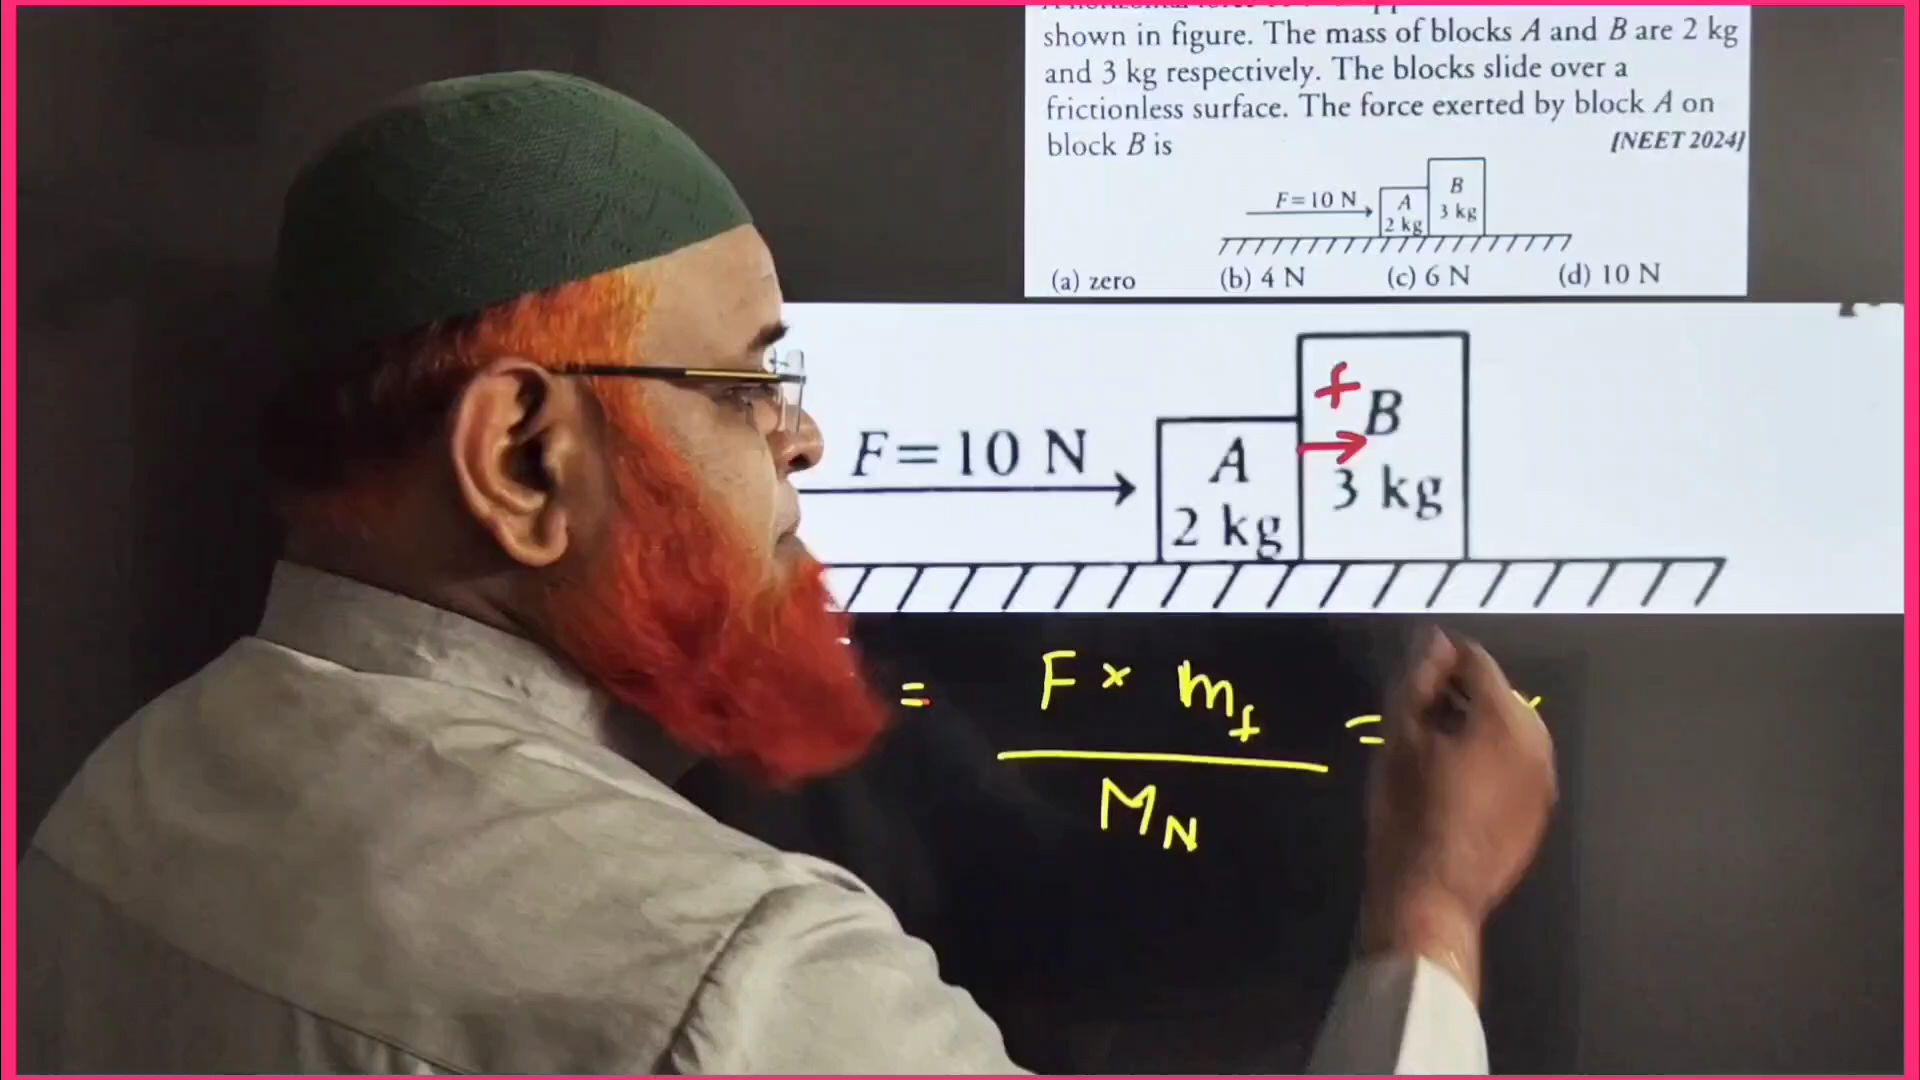 shown in figure. The mass of blocks A and B are 2 kg
and 3 kg respectively. The blocks slide over a
frictionless surface. The force exerted by block A on
block B is
[NEET 2024]
F=10 N
A
2 kg
B
3 kg
(a) zero (b) 4 N (c) 6 N (d) 10 N
F=10 N
A
2 kg
f
B
3 kg
= F × m_f =
M_N